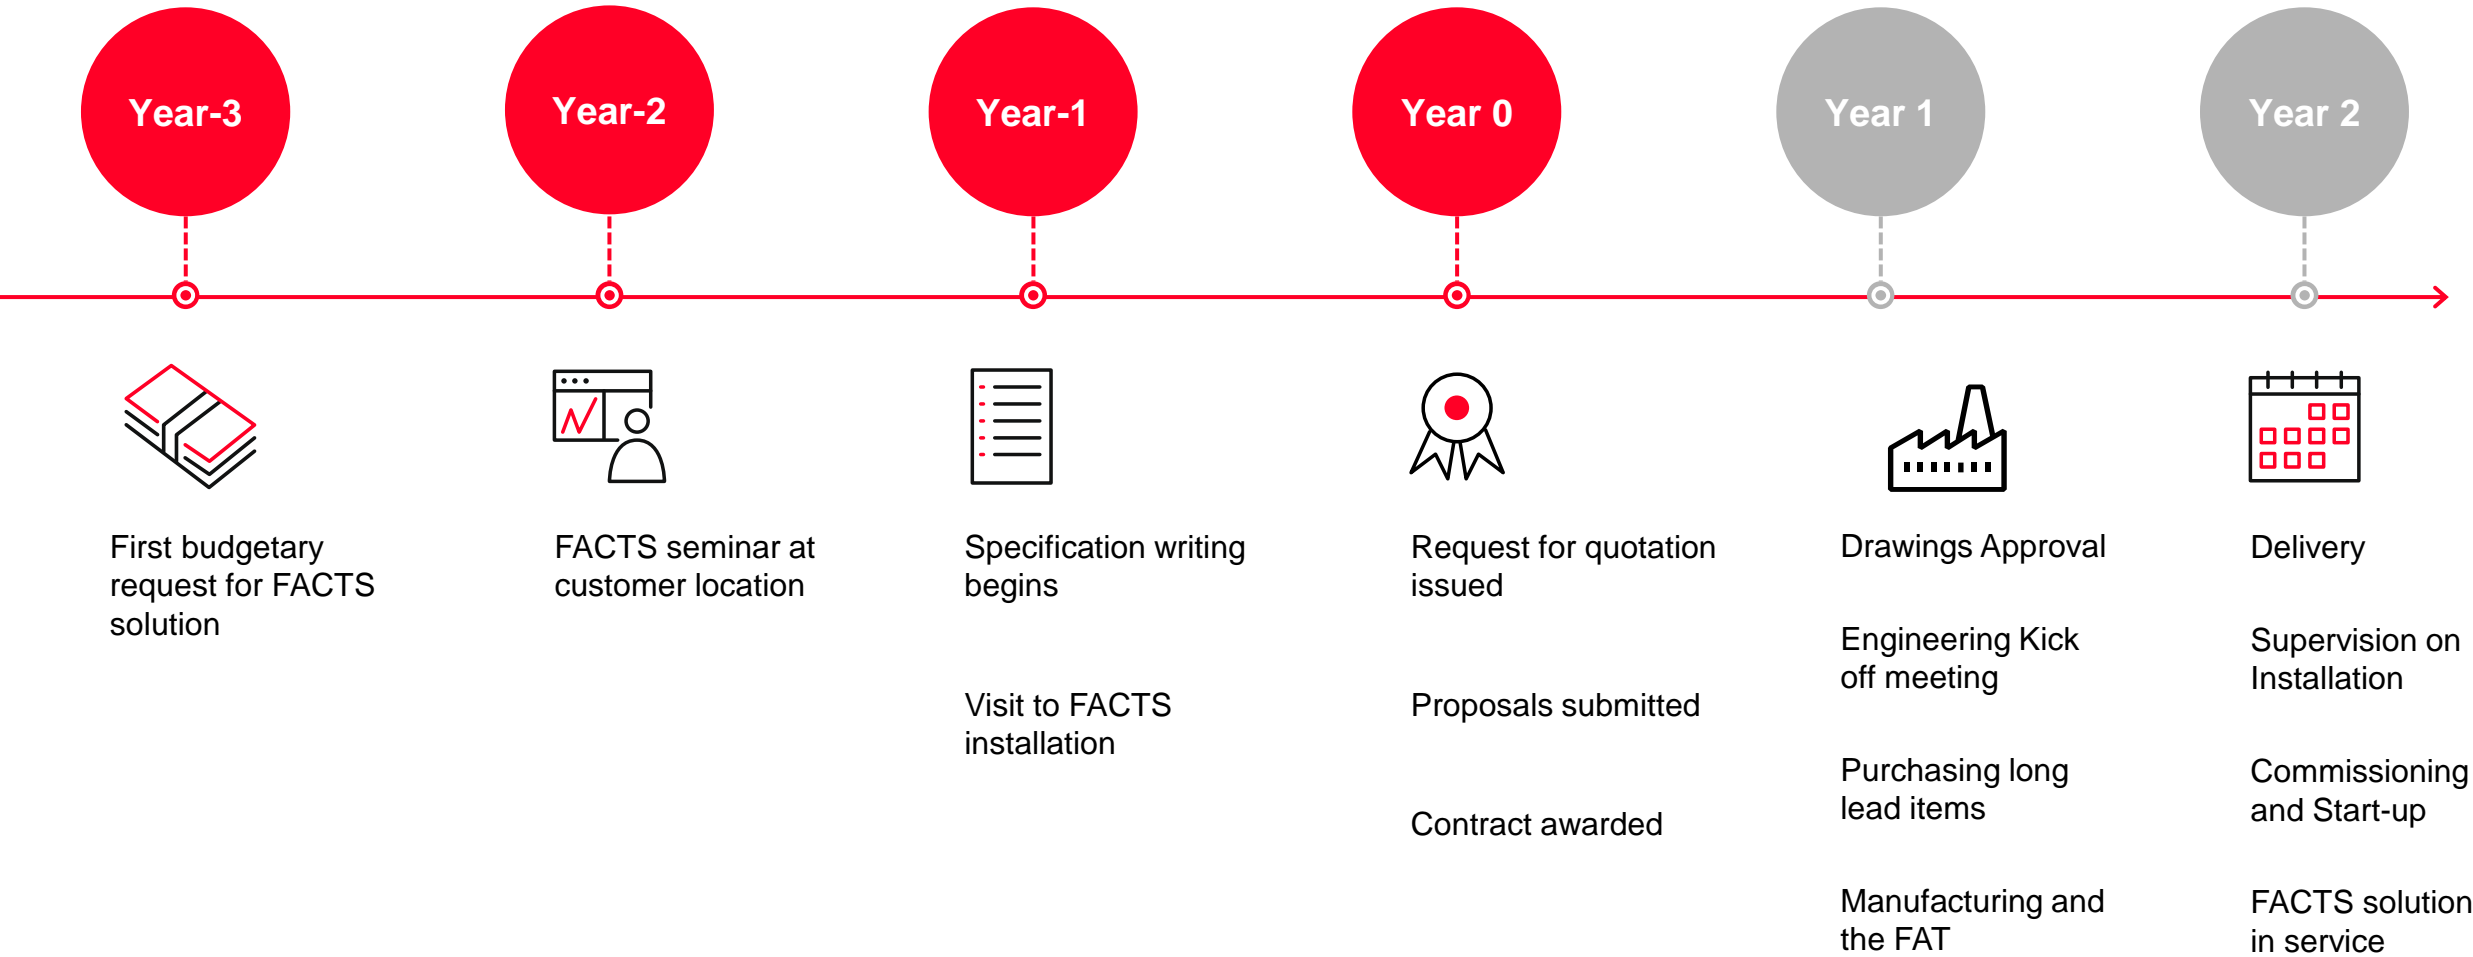 Year-3
Year-2
Year-1
Year 0
Year 1
Year 2
First budgetary
request for FACTS
solution
FACTS seminar at
customer location
Specification writing
begins
Visit to FACTS
installation
Request for quotation
issued
Proposals submitted
Contract awarded
Drawings Approval
Engineering Kick
off meeting
Purchasing long
lead items
Manufacturing and
the FAT
Delivery
Supervision on
Installation
Commissioning
and Start-up
FACTS solution
in service